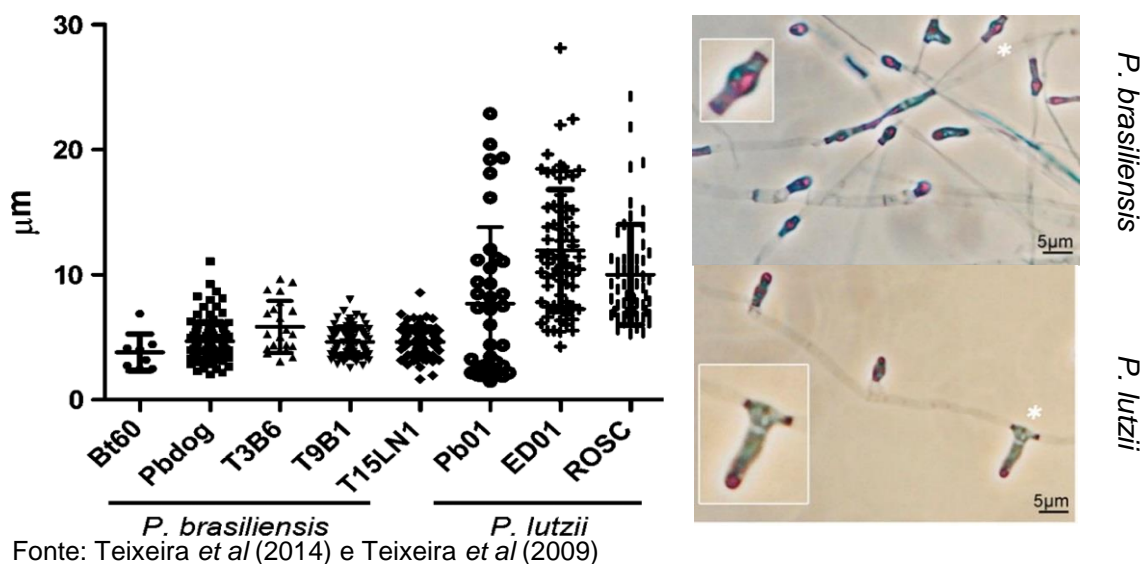 30
20
10
0
µm
Bt60
Pbdog
T3B6
T9B1
T15LN1
Pb01
ED01
ROSC
P. brasiliensis
P. lutzii
Fonte: Teixeira et al (2014) e Teixeira et al (2009)
*
5µm
P. brasiliensis
*
5µm
P. lutzii